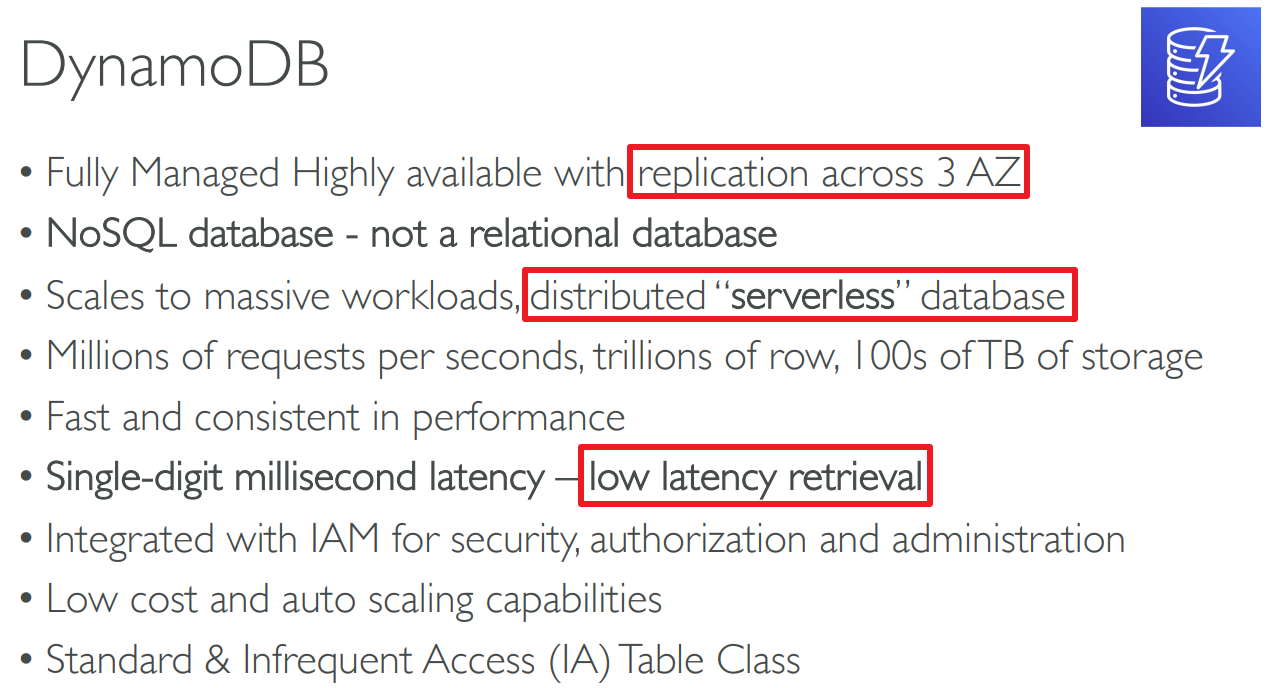 DynamoDB
• Fully Managed Highly available with replication across 3 AZ
• NoSQL database - not a relational database
• Scales to massive workloads, distributed “serverless” database
• Millions of requests per seconds, trillions of row, 100s of TB of storage
• Fast and consistent in performance
• Single-digit millisecond latency – low latency retrieval
• Integrated with IAM for security, authorization and administration
• Low cost and auto scaling capabilities
• Standard & Infrequent Access (IA) Table Class